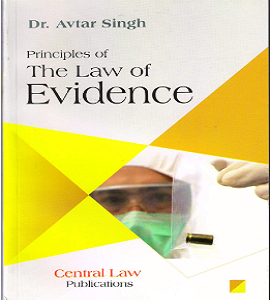 Dr. Avtar Singh
Principles of
The Law of
Evidence
Central Law
Publications